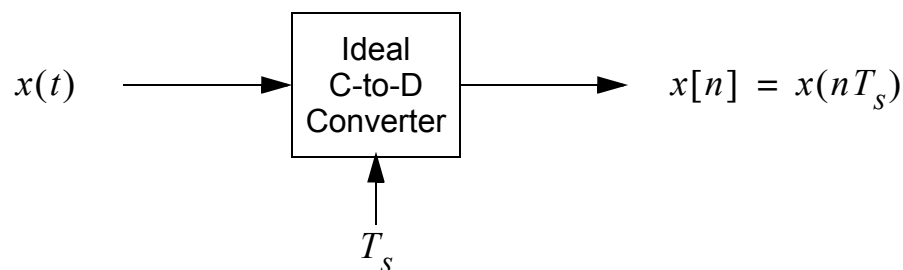 Ideal
x(t) C-to-D x[n] = x(nT_s)
Converter
T_s